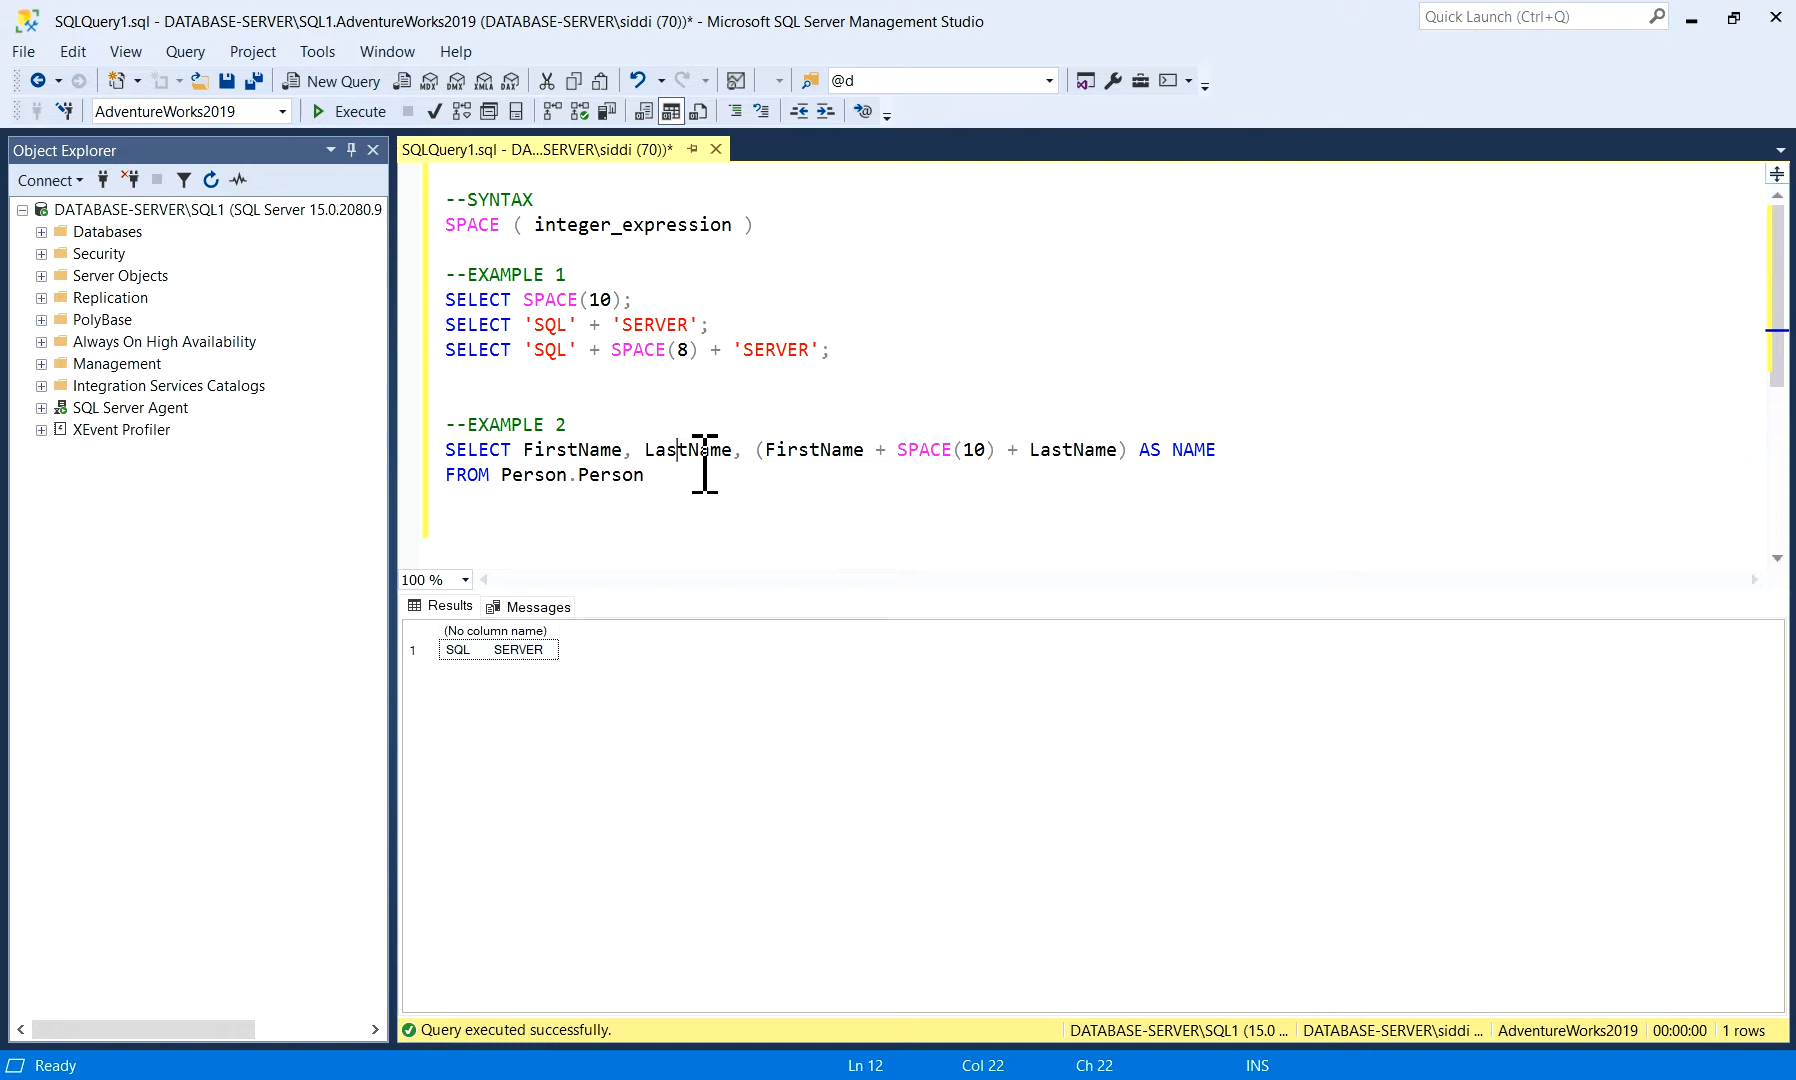 SQLQuery1.sql - DATABASE-SERVER\SQL1.AdventureWorks2019 (DATABASE-SERVER\siddi (70))* - Microsoft SQL Server Management Studio
Quick Launch (Ctrl+Q)
File Edit View Query Project Tools Window Help
New Query MDX DMX XMLA DAX @d
AdventureWorks2019 Execute
Object Explorer
Connect
DATABASE-SERVER\SQL1 (SQL Server 15.0.2080.9
Databases
Security
Server Objects
Replication
PolyBase
Always On High Availability
Management
Integration Services Catalogs
SQL Server Agent
XEvent Profiler
SQLQuery1.sql - DA...SERVER\siddi (70))*
--SYNTAX
SPACE ( integer_expression )
--EXAMPLE 1
SELECT SPACE(10);
SELECT 'SQL' + 'SERVER';
SELECT 'SQL' + SPACE(8) + 'SERVER';
--EXAMPLE 2
SELECT FirstName, LastName, (FirstName + SPACE(10) + LastName) AS NAME
FROM Person.Person
100 %
Results Messages
(No column name)
1 SQL SERVER
Query executed successfully. DATABASE-SERVER\SQL1 (15.0 ... DATABASE-SERVER\siddi ... AdventureWorks2019 00:00:00 1 rows
Ready Ln 12 Col 22 Ch 22 INS